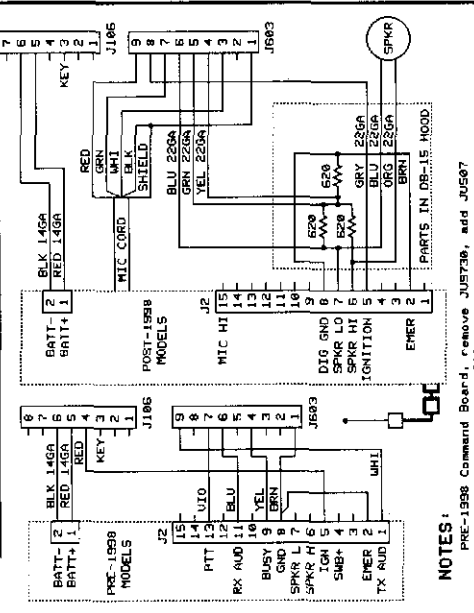 7
6
5
4
3
2
1
KEY
J106
9
8
7
6
5
4
3
2
1
J603
BLK 14GA
RED 14GA
RED
GRN
WHI
BLK
SHIELD
MIC CORD
BLU 22GA
GRN 22GA
YEL 22GA
SPKR
GRY 22GA
BLU 22GA
ORG 22GA
BRN
620
620
620
PARTS IN DB-15 HOOD
BATT- 2
BATT+ 1
POST-1998
MODELS
J2
MIC HI 15
14
13
12
11
10
9
DIG GND 8
SPKR LO 7
SPKR HI 6
IGNITION 5
4
3
EMER 2
1
8
7
6
5
4
3
2
1
KEY
J106
9
8
7
6
5
4
3
2
1
J603
BLK 14GA
RED 14GA
RED
VIO
BLU
YEL
BRN
WHI
BATT- 2
BATT+ 1
PRE-1998
MODELS
J2
15
14
PTT 13
12
RX AUD 11
10
BUSY 9
GND 8
SPKR L 7
SPKR H 6
IGN 5
SWB+ 4
3
EMER 2
TX AUD 1
NOTES:
PRE-1998 Command Board, remove JU9730, add JU507